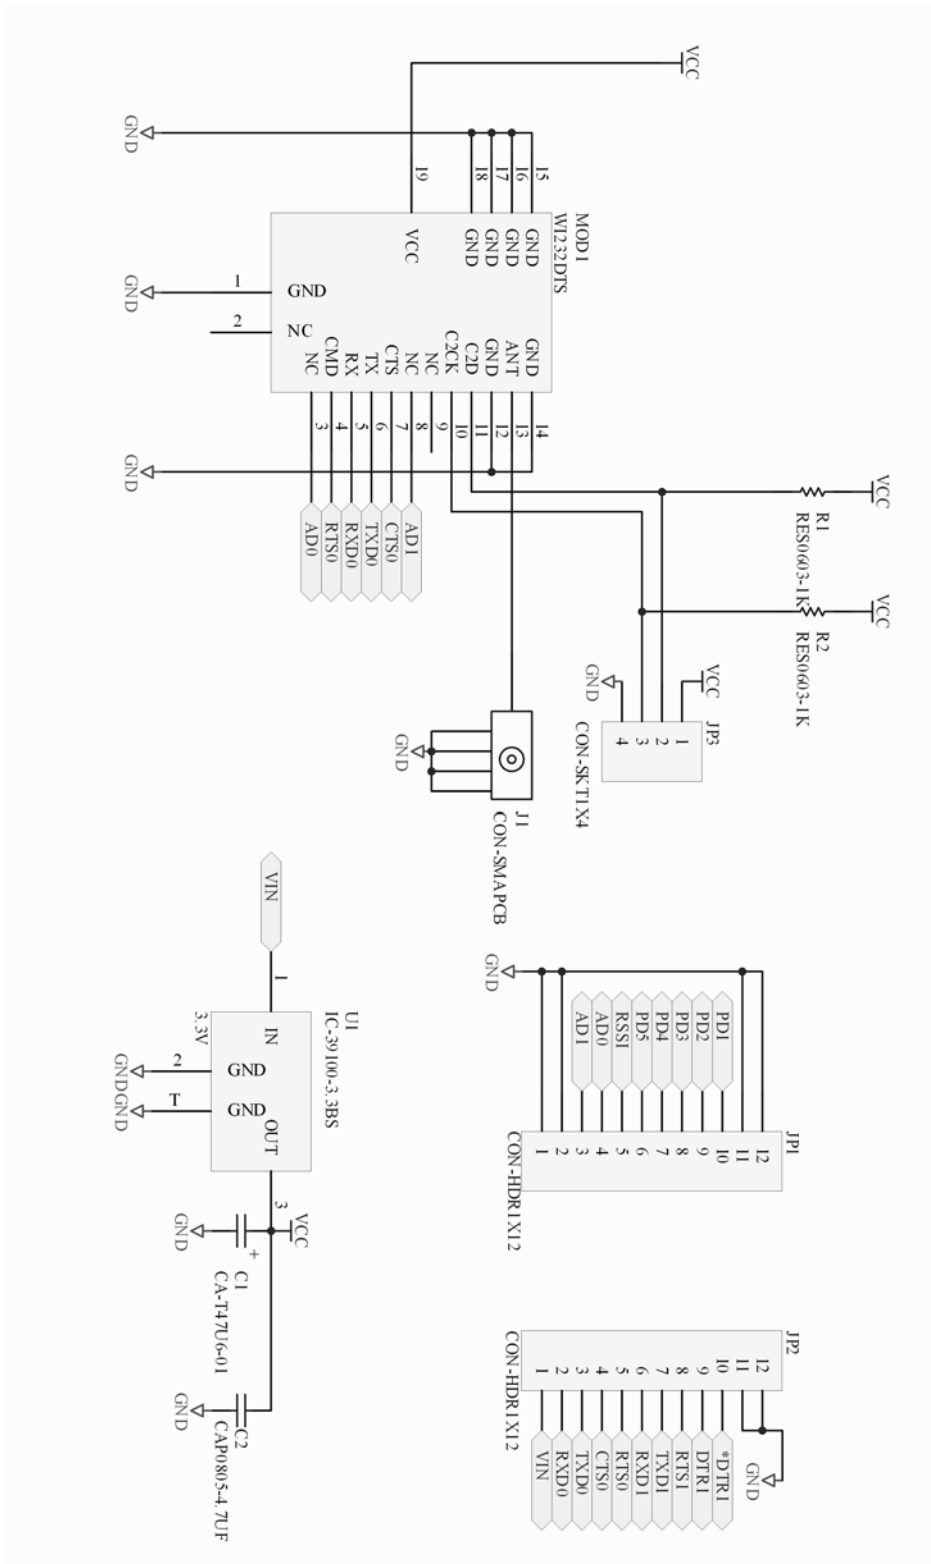 VCC
GND
19
18
17
16
15
MOD1
WI232DTS
VCC
GND
GND
GND
GND
GND
1
GND
2
NC
NC
CMD
RX
TX
CTS
NC
NC
C2CK
C2D
GND
ANT
GND
3
4
5
6
7
8
9
10
11
12
13
14
GND
AD0
RTS0
RXD0
TXD0
CTS0
AD1
VCC
R1
RES0603-1K
VCC
R2
RES0603-1K
VCC
GND
JP3
1
2
3
4
CON-SKT1X4
GND
J1
CON-SMAPCB
VIN
1
U1
IC-39100-3.3BS
3.3V
IN
GND
2
GND
GND
T
GND
OUT
3
VCC
GND
+
C1
CA-T47U6-01
GND
C2
CAP0805-4.7UF
GND
AD1
AD0
RSSI
PD5
PD4
PD3
PD2
PD1
JP1
1
2
3
4
5
6
7
8
9
10
11
12
CON-HDR1X12
JP2
1
2
3
4
5
6
7
8
9
10
11
12
CON-HDR1X12
VIN
RXD0
TXD0
CTS0
RTS0
RXD1
TXD1
RTS1
DTR1
*DTR1
GND